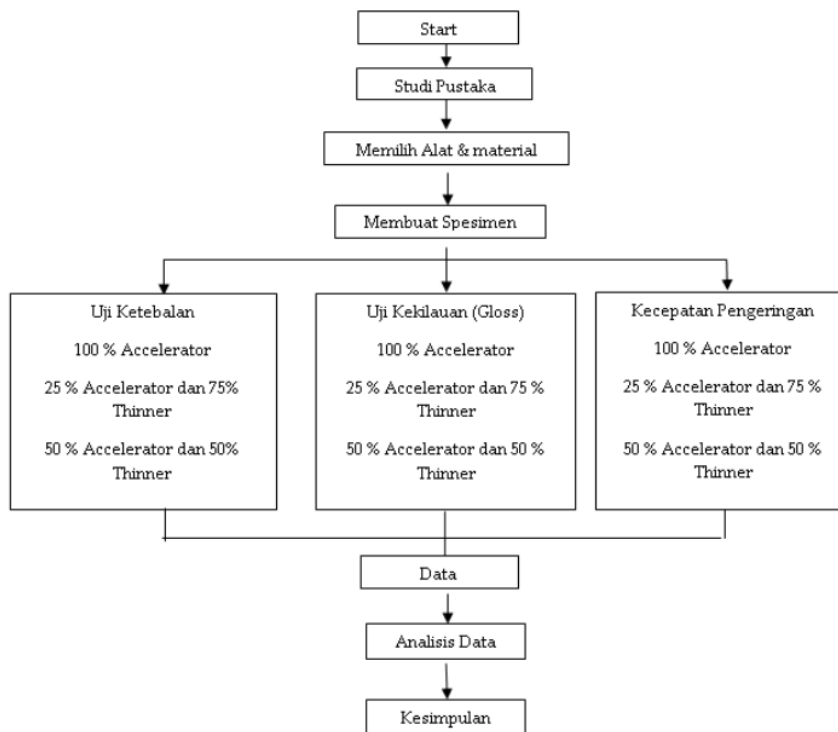 Start
Studi Pustaka
Memilih Alat & material
Membuat Spesimen
Uji Ketebalan
100 % Accelerator
25 % Accelerator dan 75%
Thinner
50 % Accelerator dan 50%
Thinner
Uji Kekilauan (Gloss)
100 % Accelerator
25 % Accelerator dan 75 %
Thinner
50 % Accelerator dan 50 %
Thinner
Kecepatan Pengeringan
100 % Accelerator
25 % Accelerator dan 75 %
Thinner
50 % Accelerator dan 50 %
Thinner
Data
Analisis Data
Kesimpulan